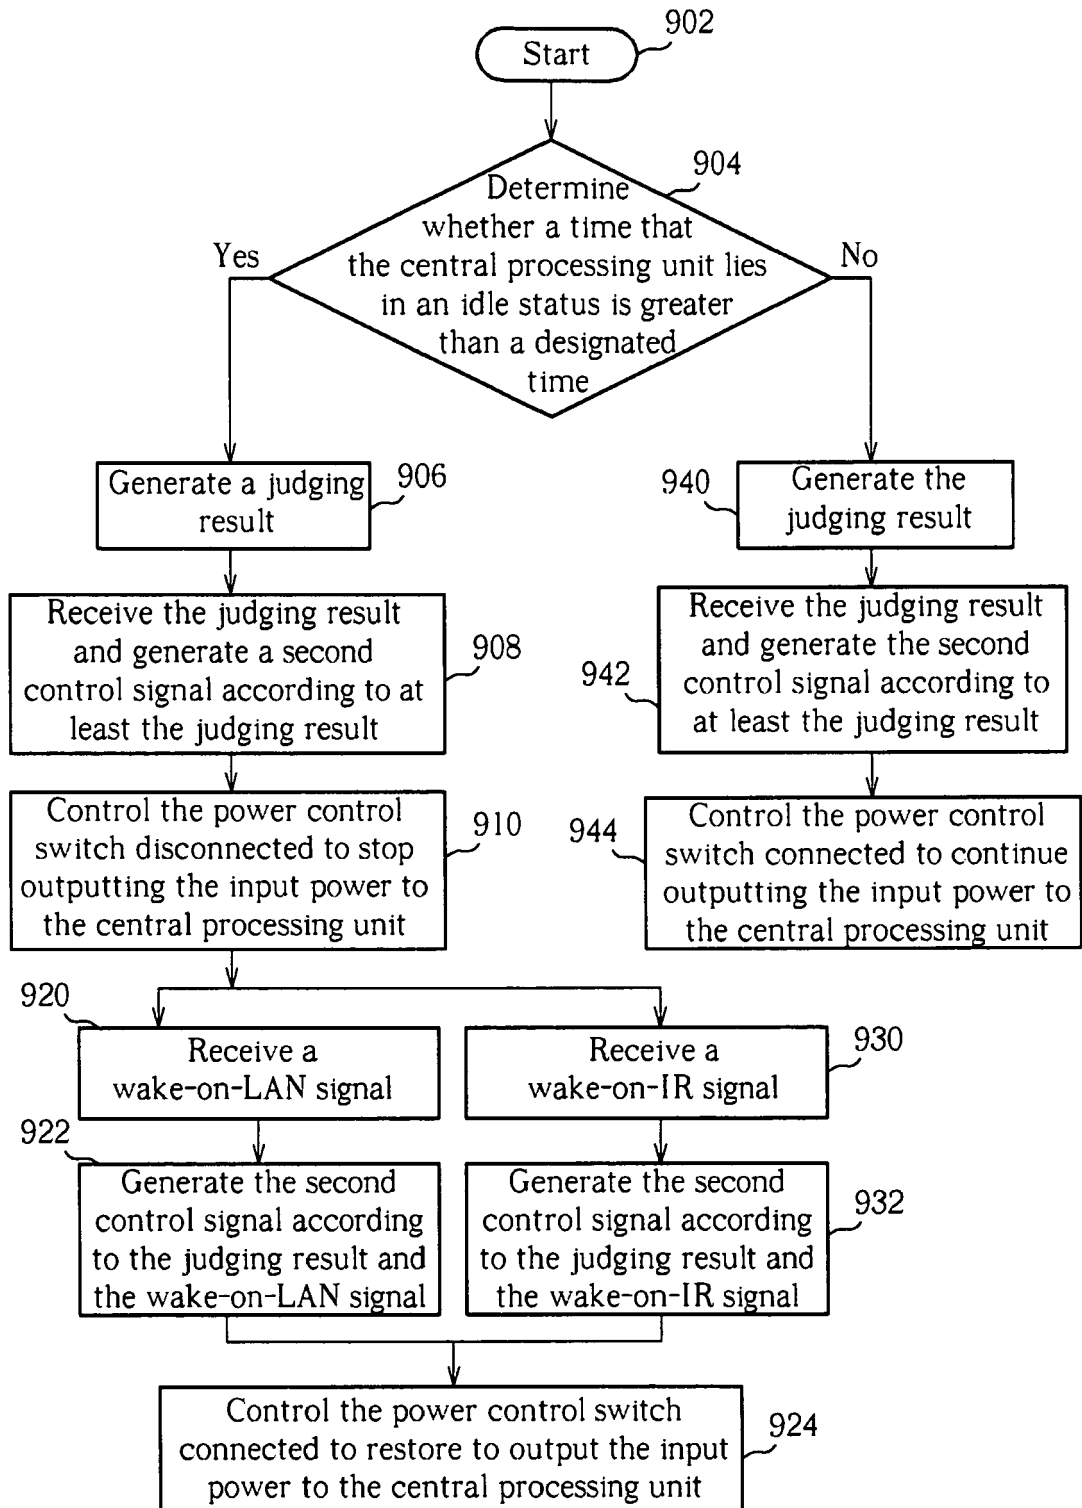 902
Start
904
Determine
whether a time that
the central processing unit lies
in an idle status is greater
than a designated
time
Yes
No
Generate a judging
result
906
940
Generate the
judging result
Receive the judging result
and generate a second
control signal according to at
least the judging result
908
942
Receive the judging result
and generate the second
control signal according to
at least the judging result
Control the power control
switch disconnected to stop
outputting the input power to
the central processing unit
910
944
Control the power control
switch connected to continue
outputting the input power to
the central processing unit
920
Receive a
wake-on-LAN signal
Receive a
wake-on-IR signal
930
922
Generate the second
control signal according
to the judging result and
the wake-on-LAN signal
Generate the second
control signal according
to the judging result and
the wake-on-IR signal
932
Control the power control switch
connected to restore to output the input
power to the central processing unit
924